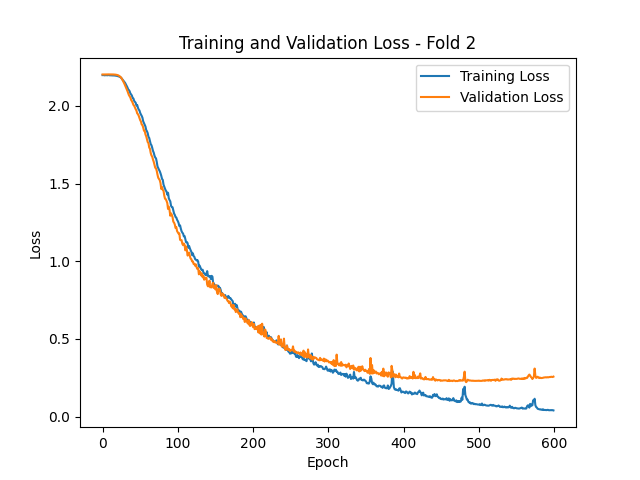 Training and Validation Loss - Fold 2
Training Loss
Validation Loss
Loss
2.0
1.5
1.0
0.5
0.0
0 100 200 300 400 500 600
Epoch